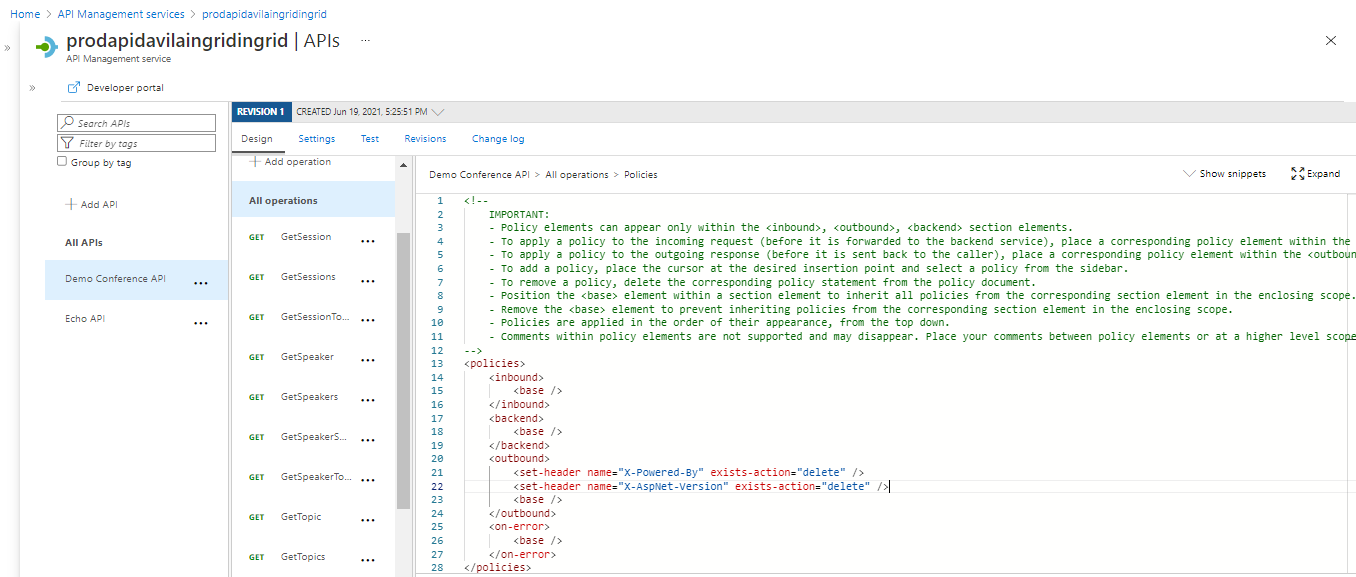 Home > API Management services > prodapidavilaingridingrid
prodapidavilaingridingrid | APIs ...
API Management service
Developer portal
Search APIs
Filter by tags
Group by tag
Add API
All APIs
Demo Conference API ...
Echo API ...
REVISION 1 CREATED Jun 19, 2021, 5:25:51 PM
Design Settings Test Revisions Change log
Add operation
All operations
GET GetSession ...
GET GetSessions ...
GET GetSessionTo... ...
GET GetSpeaker ...
GET GetSpeakers ...
GET GetSpeakerS... ...
GET GetSpeakerTo... ...
GET GetTopic ...
GET GetTopics ...
Demo Conference API > All operations > Policies
Show snippets Expand
1 <!--
2 IMPORTANT:
3 - Policy elements can appear only within the <inbound>, <outbound>, <backend> section elements.
4 - To apply a policy to the incoming request (before it is forwarded to the backend service), place a corresponding policy element within the
5 - To apply a policy to the outgoing response (before it is sent back to the caller), place a corresponding policy element within the <outboun
6 - To add a policy, place the cursor at the desired insertion point and select a policy from the sidebar.
7 - To remove a policy, delete the corresponding policy statement from the policy document.
8 - Position the <base> element within a section element to inherit all policies from the corresponding section element in the enclosing scope.
9 - Remove the <base> element to prevent inheriting policies from the corresponding section element in the enclosing scope.
10 - Policies are applied in the order of their appearance, from the top down.
11 - Comments within policy elements are not supported and may disappear. Place your comments between policy elements or at a higher level scope
12 -->
13 <policies>
14 <inbound>
15 <base />
16 </inbound>
17 <backend>
18 <base />
19 </backend>
20 <outbound>
21 <set-header name="X-Powered-By" exists-action="delete" />
22 <set-header name="X-AspNet-Version" exists-action="delete" />
23 <base />
24 </outbound>
25 <on-error>
26 <base />
27 </on-error>
28 </policies>